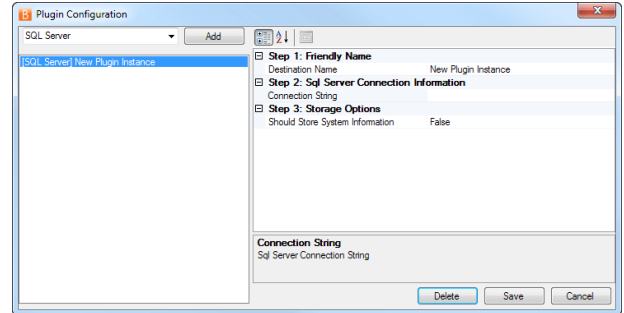 Plugin Configuration
SQL Server Add
[SQL Server] New Plugin Instance
Step 1: Friendly Name
Destination Name New Plugin Instance
Step 2: Sql Server Connection Information
Connection String
Step 3: Storage Options
Should Store System Information False
Connection String
Sql Server Connection String
Delete Save Cancel